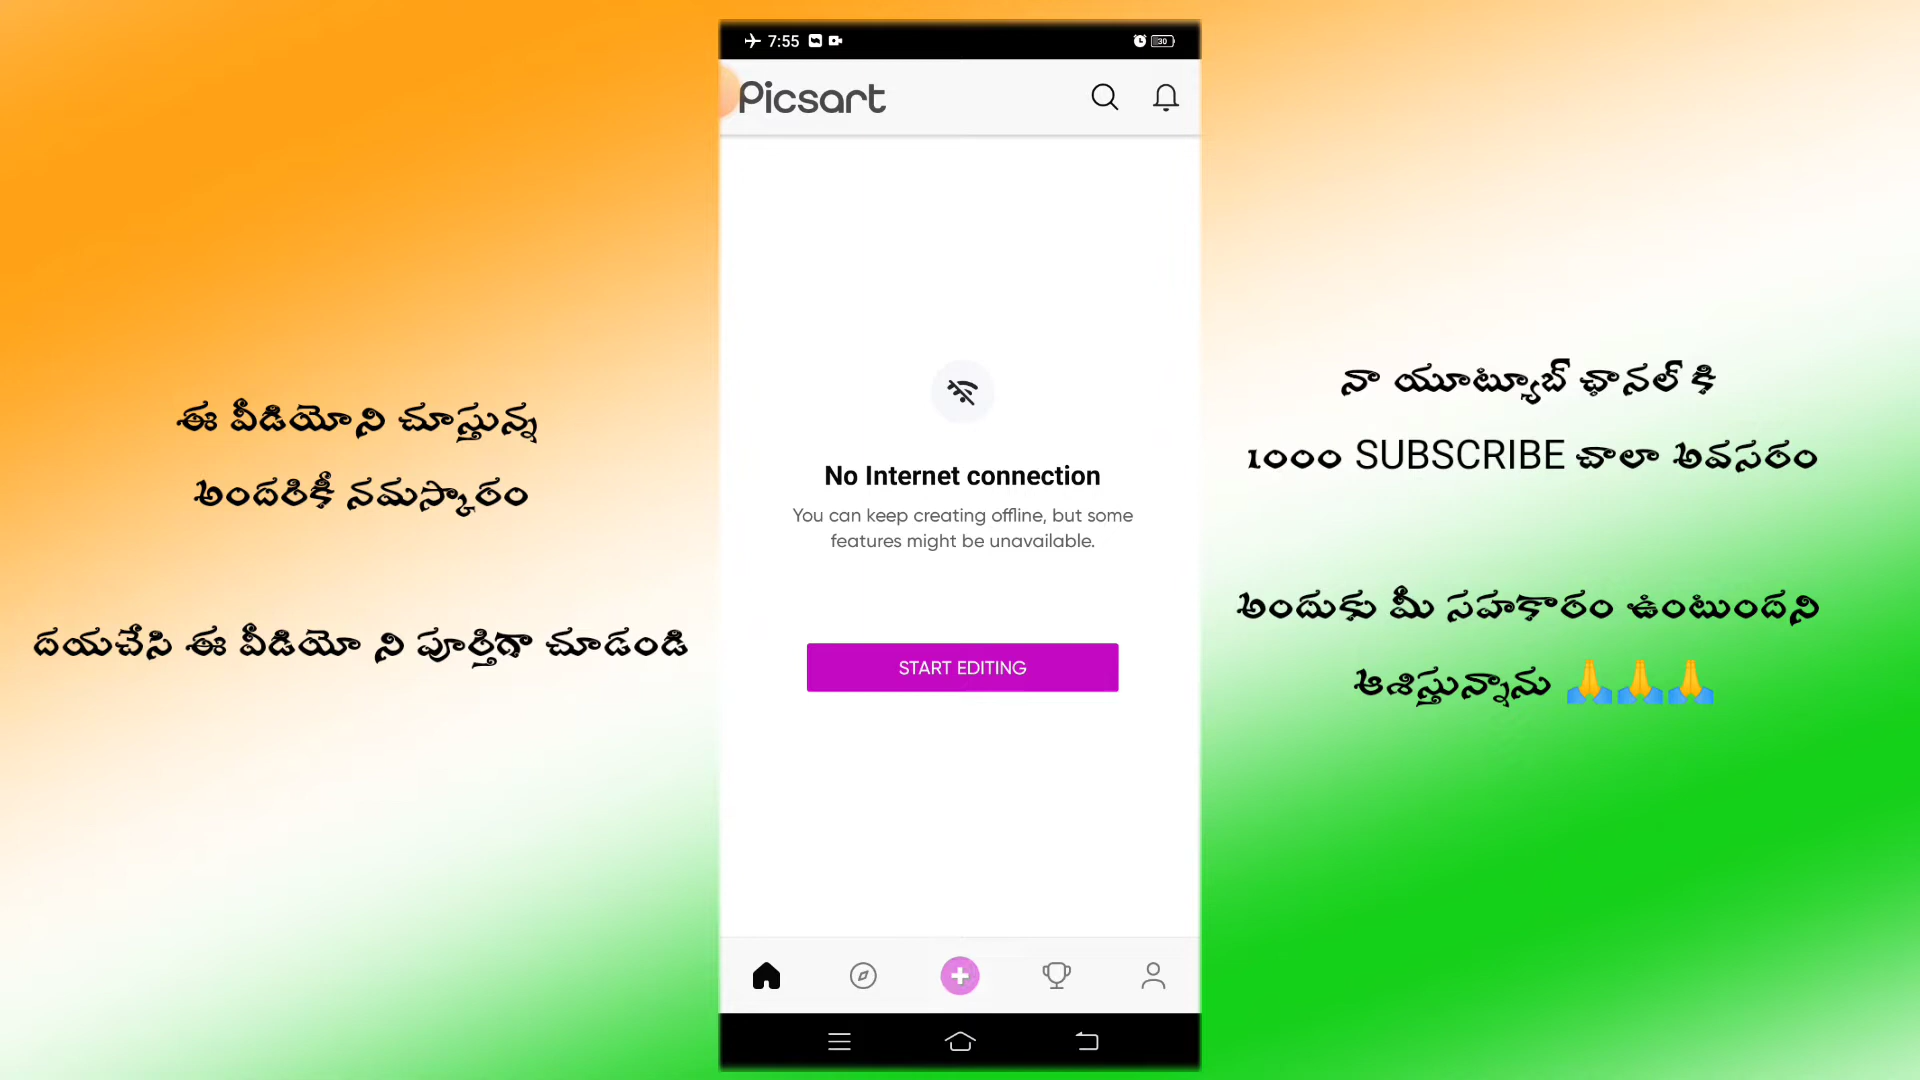 ఈ వీడియోని చూస్తున్న
అందరికీ నమస్కారం
దయచేసి ఈ వీడియో ని పూర్తిగా చూడండి
7:55
30
Picsart
No Internet connection
You can keep creating offline, but some
features might be unavailable.
START EDITING
నా యూట్యూబ్ ఛానల్ కి
1000 SUBSCRIBE చాలా అవసరం
అందుకు మీ సహకారం ఉంటుందని
ఆశిస్తున్నాను 🙏🙏🙏